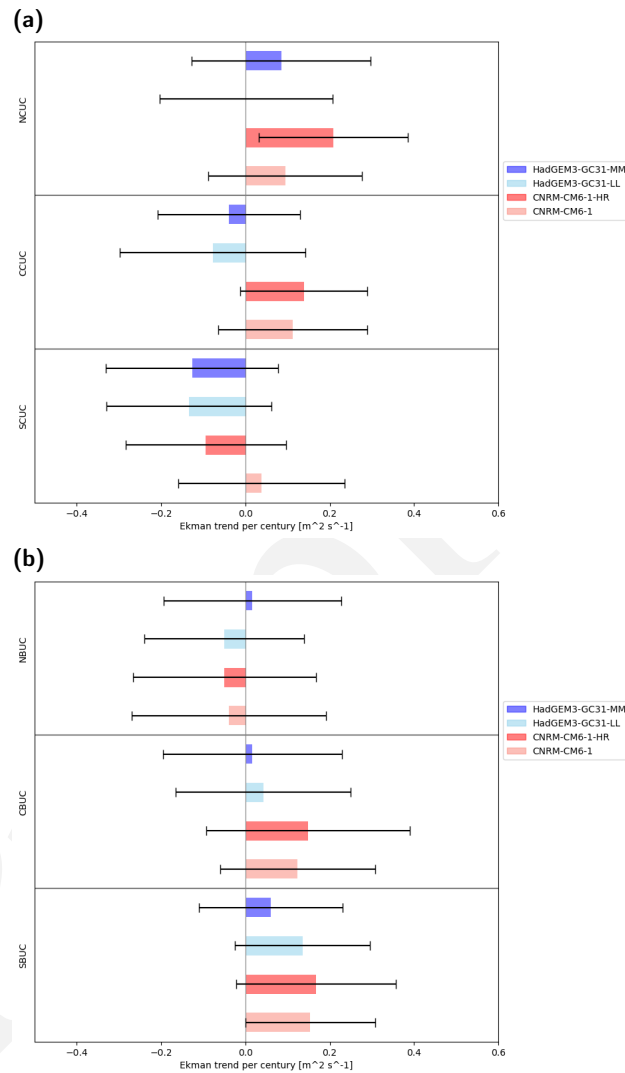 (a)
NCUC
CCUC
SCUC
HadGEM3-GC31-MM
HadGEM3-GC31-LL
CNRM-CM6-1-HR
CNRM-CM6-1
−0.4 −0.2 0.0 0.2 0.4 0.6
Ekman trend per century [m^2 s^-1]
(b)
NBUC
CBUC
SBUC
HadGEM3-GC31-MM
HadGEM3-GC31-LL
CNRM-CM6-1-HR
CNRM-CM6-1
−0.4 −0.2 0.0 0.2 0.4 0.6
Ekman trend per century [m^2 s^-1]